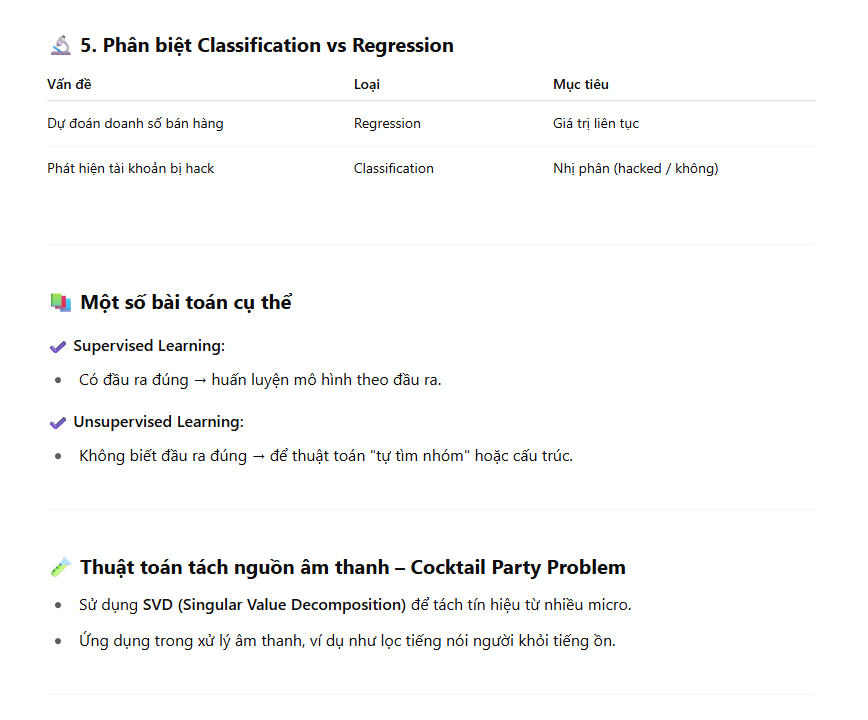 5. Phân biệt Classification vs Regression
Vấn đề Loại Mục tiêu
Dự đoán doanh số bán hàng Regression Giá trị liên tục
Phát hiện tài khoản bị hack Classification Nhị phân (hacked / không)
Một số bài toán cụ thể
Supervised Learning:
Có đầu ra đúng → huấn luyện mô hình theo đầu ra.
Unsupervised Learning:
Không biết đầu ra đúng → để thuật toán "tự tìm nhóm" hoặc cấu trúc.
Thuật toán tách nguồn âm thanh – Cocktail Party Problem
Sử dụng SVD (Singular Value Decomposition) để tách tín hiệu từ nhiều micro.
Ứng dụng trong xử lý âm thanh, ví dụ như lọc tiếng nói người khỏi tiếng ồn.